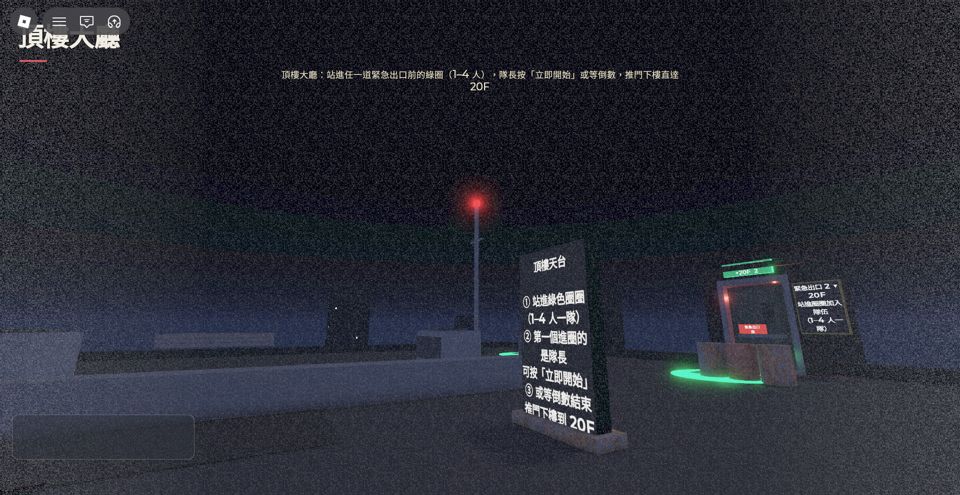 頂樓大廳
頂樓大廳：站進任一道緊急出口前的綠圈（1–4 人），隊長按「立即開始」或等倒數，推門下樓直達
20F
頂樓天台
① 站進綠色圈圈
（1–4 人一隊）
② 第一個進圈的
是隊長
可按「立即開始」
③ 或等倒數結束
推門下樓到 20F
緊急出口 2
20F
站進圈圈加入
隊伍
（1–4 人一
隊）